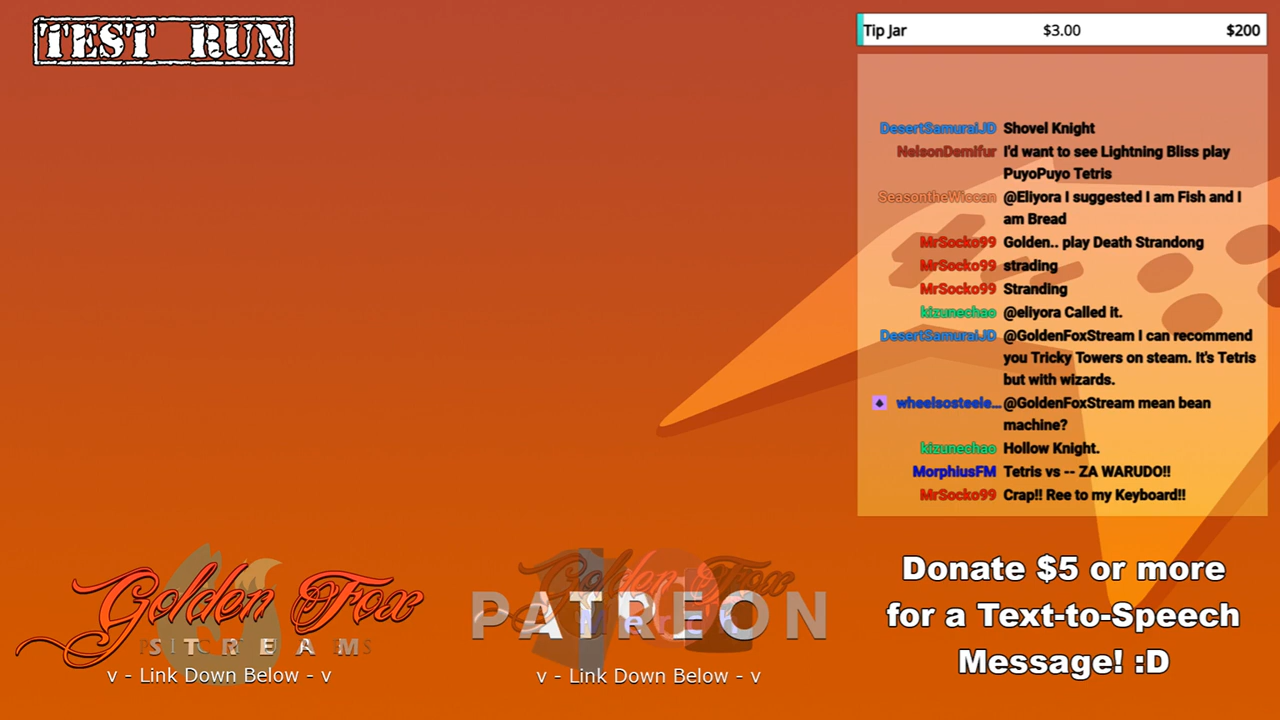 TEST RUN
Tip Jar $3.00 $200
DesertSamuraiJD Shovel Knight
NelsonDemifur I'd want to see Lightning Bliss play
PuyoPuyo Tetris
SeasontheWiccan @Eliyora I suggested I am Fish and I
am Bread
MrSocko99 Golden.. play Death Strandong
MrSocko99 strading
MrSocko99 Stranding
kizunechao @eliyora Called it.
DesertSamuraiJD @GoldenFoxStream I can recommend
you Tricky Towers on steam. It's Tetris
but with wizards.
wheelsosteele... @GoldenFoxStream mean bean
machine?
kizunechao Hollow Knight.
MorphiusFM Tetris vs -- ZA WARUDO!!
MrSocko99 Crap!! Ree to my Keyboard!!
Golden Fox
STREAMS
v - Link Down Below - v
Golden Fox
PATREON
v - Link Down Below - v
Donate $5 or more
for a Text-to-Speech
Message! :D